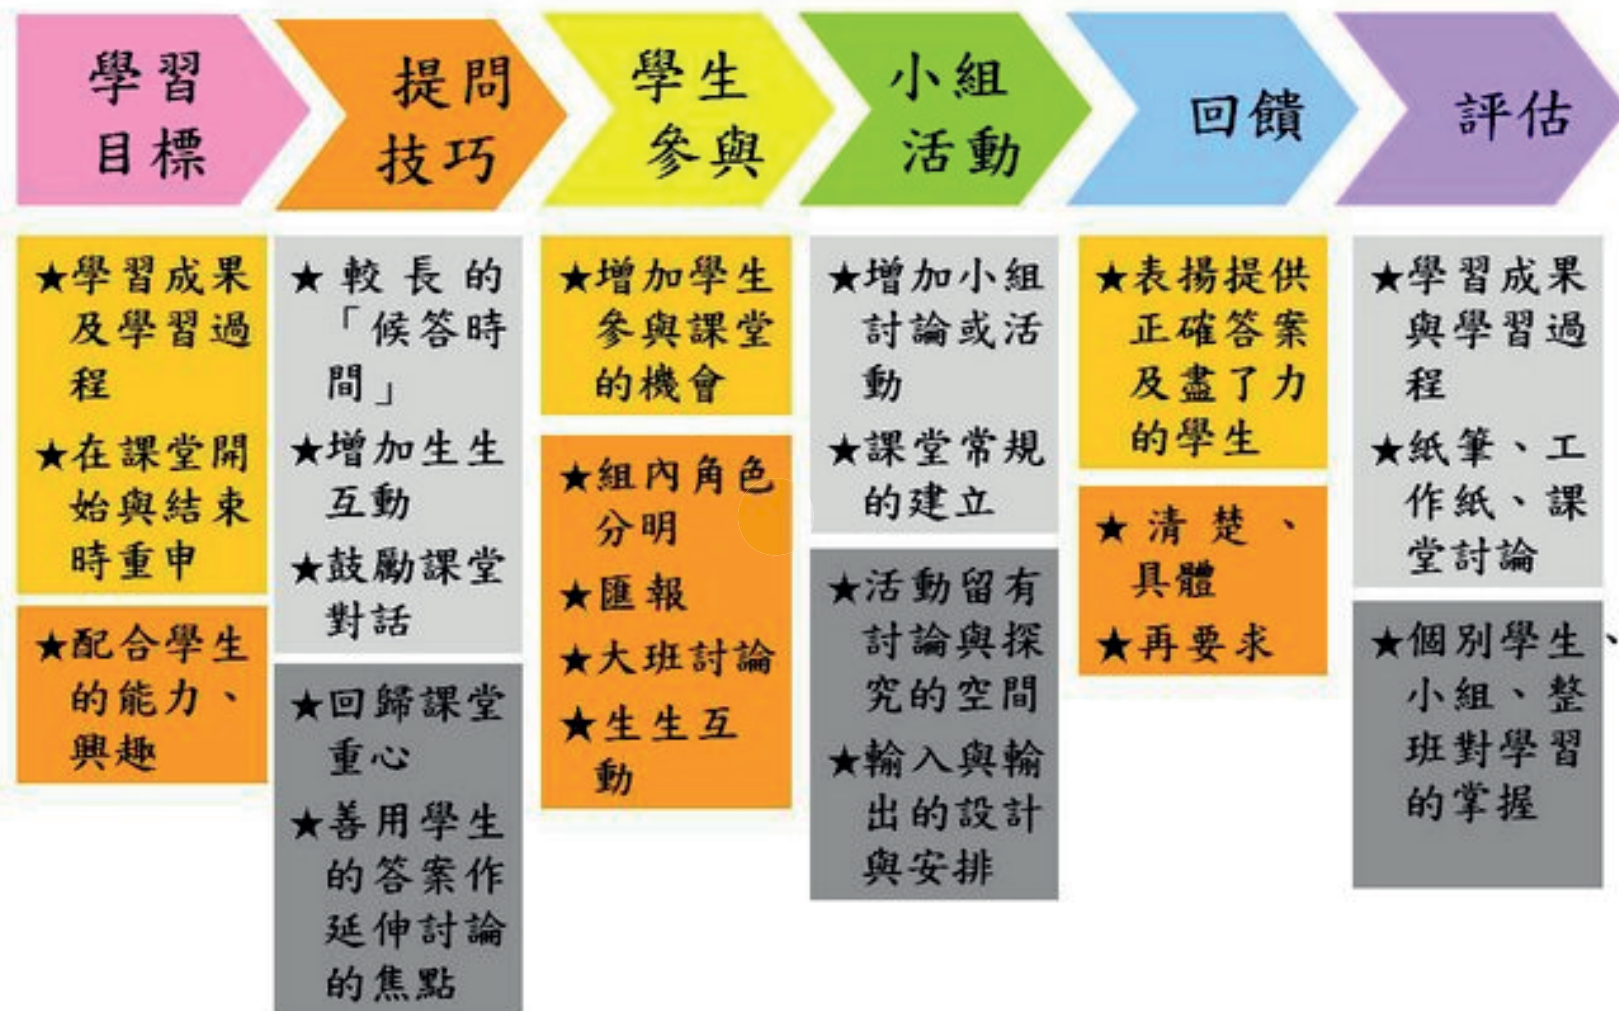 學習
目標
提問
技巧
學生
參與
小組
活動
回饋
評估
★學習成果
及學習過
程
★在課堂開
始與結束
時重申
★配合學生
的能力、
興趣
★較長的
「候答時
間」
★增加生生
互動
★鼓勵課堂
對話
★回歸課堂
重心
★善用學生
的答案作
延伸討論
的焦點
★增加學生
參與課堂
的機會
★組內角色
分明
★匯報
★大班討論
★生生互
動
★增加小組
討論或活
動
★課堂常規
的建立
★活動留有
討論與探
究的空間
★輸入與輸
出的設計
與安排
★表揚提供
正確答案
及盡了力
的學生
★清楚、
具體
★再要求
★學習成果
與學習過
程
★紙筆、工
作紙、課
堂討論
★個別學生、
小組、整
班對學習
的掌握